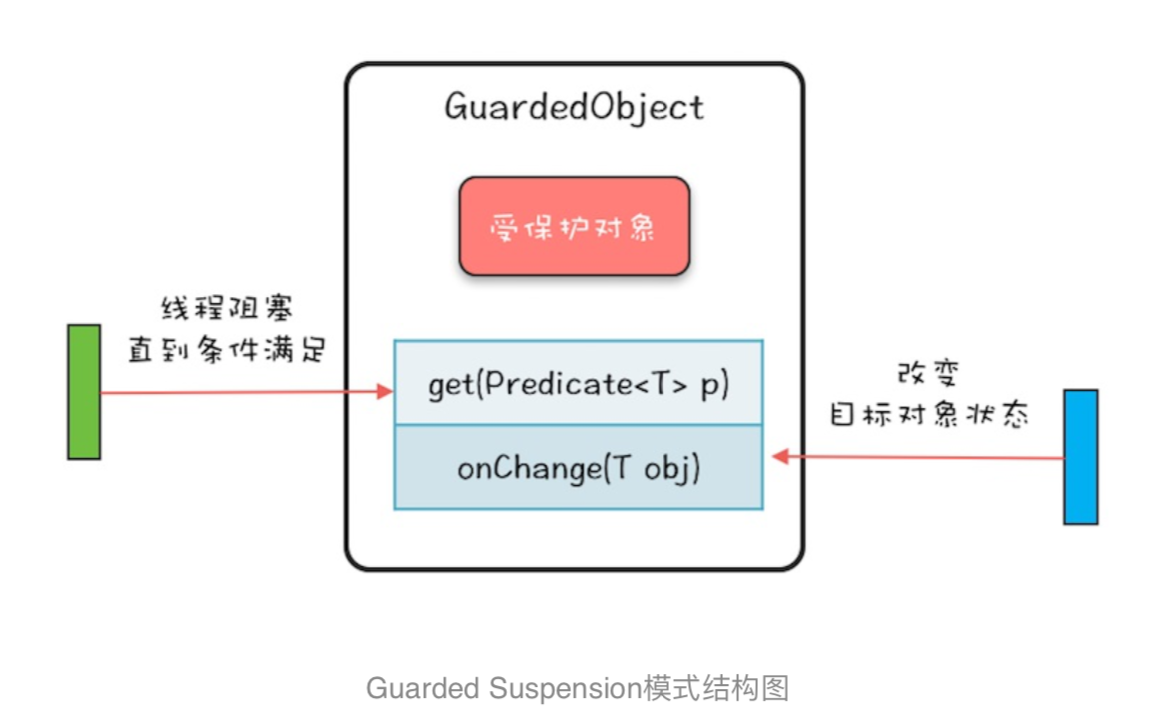 GuardedObject
受保护对象
线程阻塞
直到条件满足
get(Predicate<T> p)
改变
目标对象状态
onChange(T obj)
Guarded Suspension模式结构图